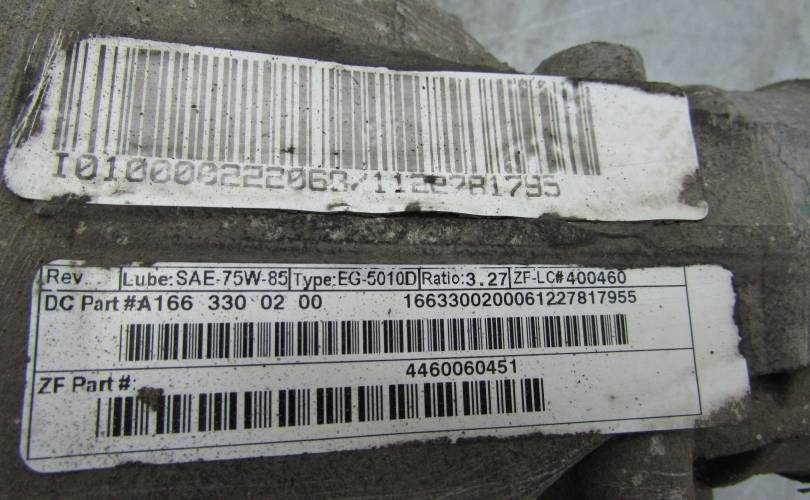 I010000222063/1122781795
Rev... Lube:SAE-75W-85 Type:EG-5010D Ratio:3.27 ZF-LC#400460
DC Part #A166 330 02 00 1663300200061227817955
4460060451
ZF Part #: